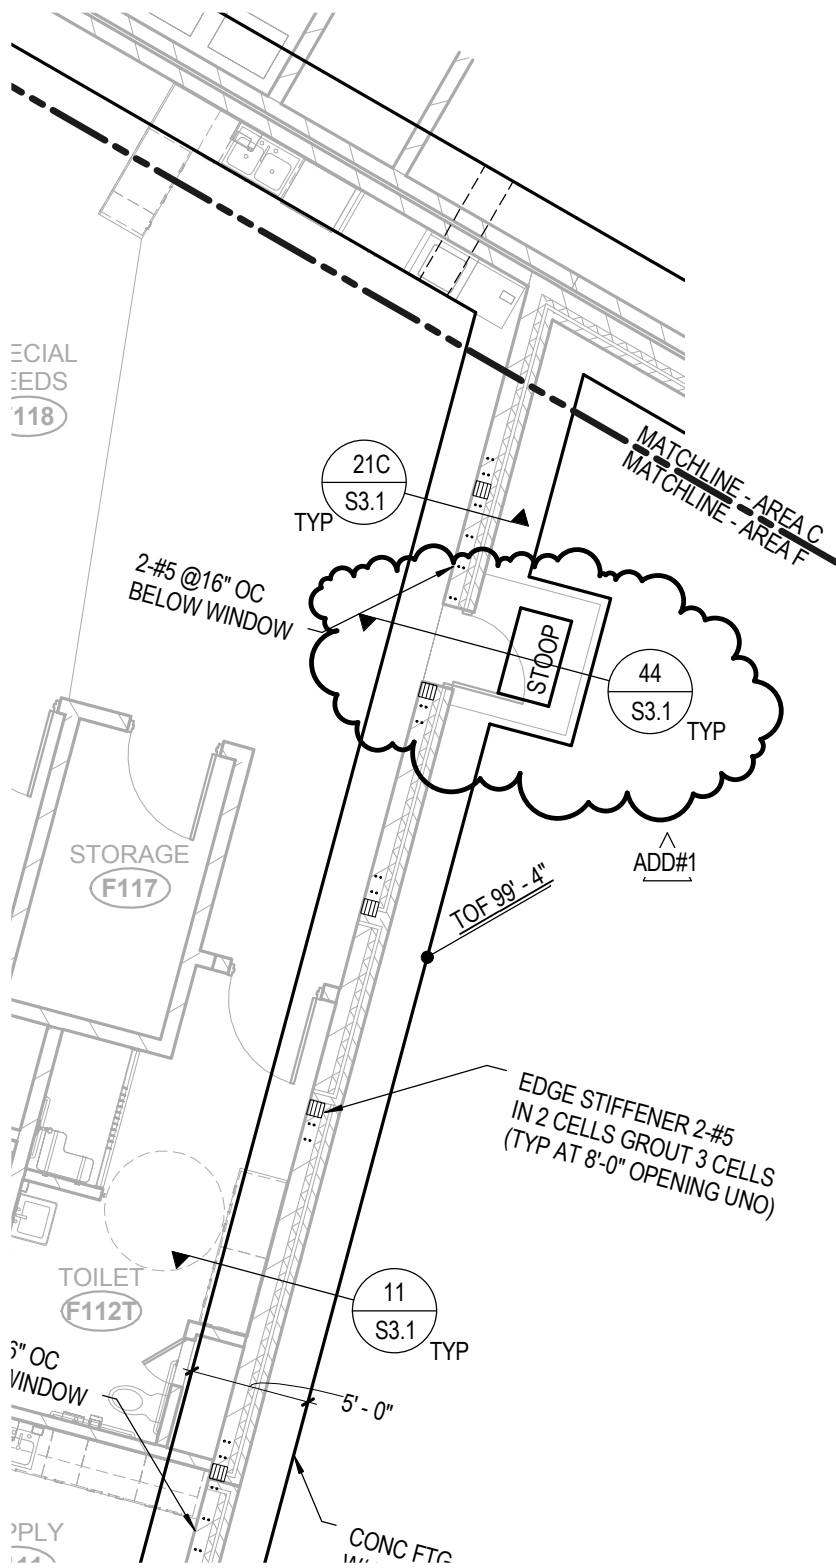 MATCHLINE - AREA C
MATCHLINE - AREA F
ECIAL
EEDS
118
21C
S3.1
TYP
2-#5 @16" OC
BELOW WINDOW
STOOP
44
S3.1
TYP
ADD#1
STORAGE
F117
TOF 99' - 4"
EDGE STIFFENER 2-#5
IN 2 CELLS GROUT 3 CELLS
(TYP AT 8'-0" OPENING UNO)
TOILET
F112T
11
S3.1
TYP
6" OC
WINDOW
5' - 0"
CONC FTG
PPLY